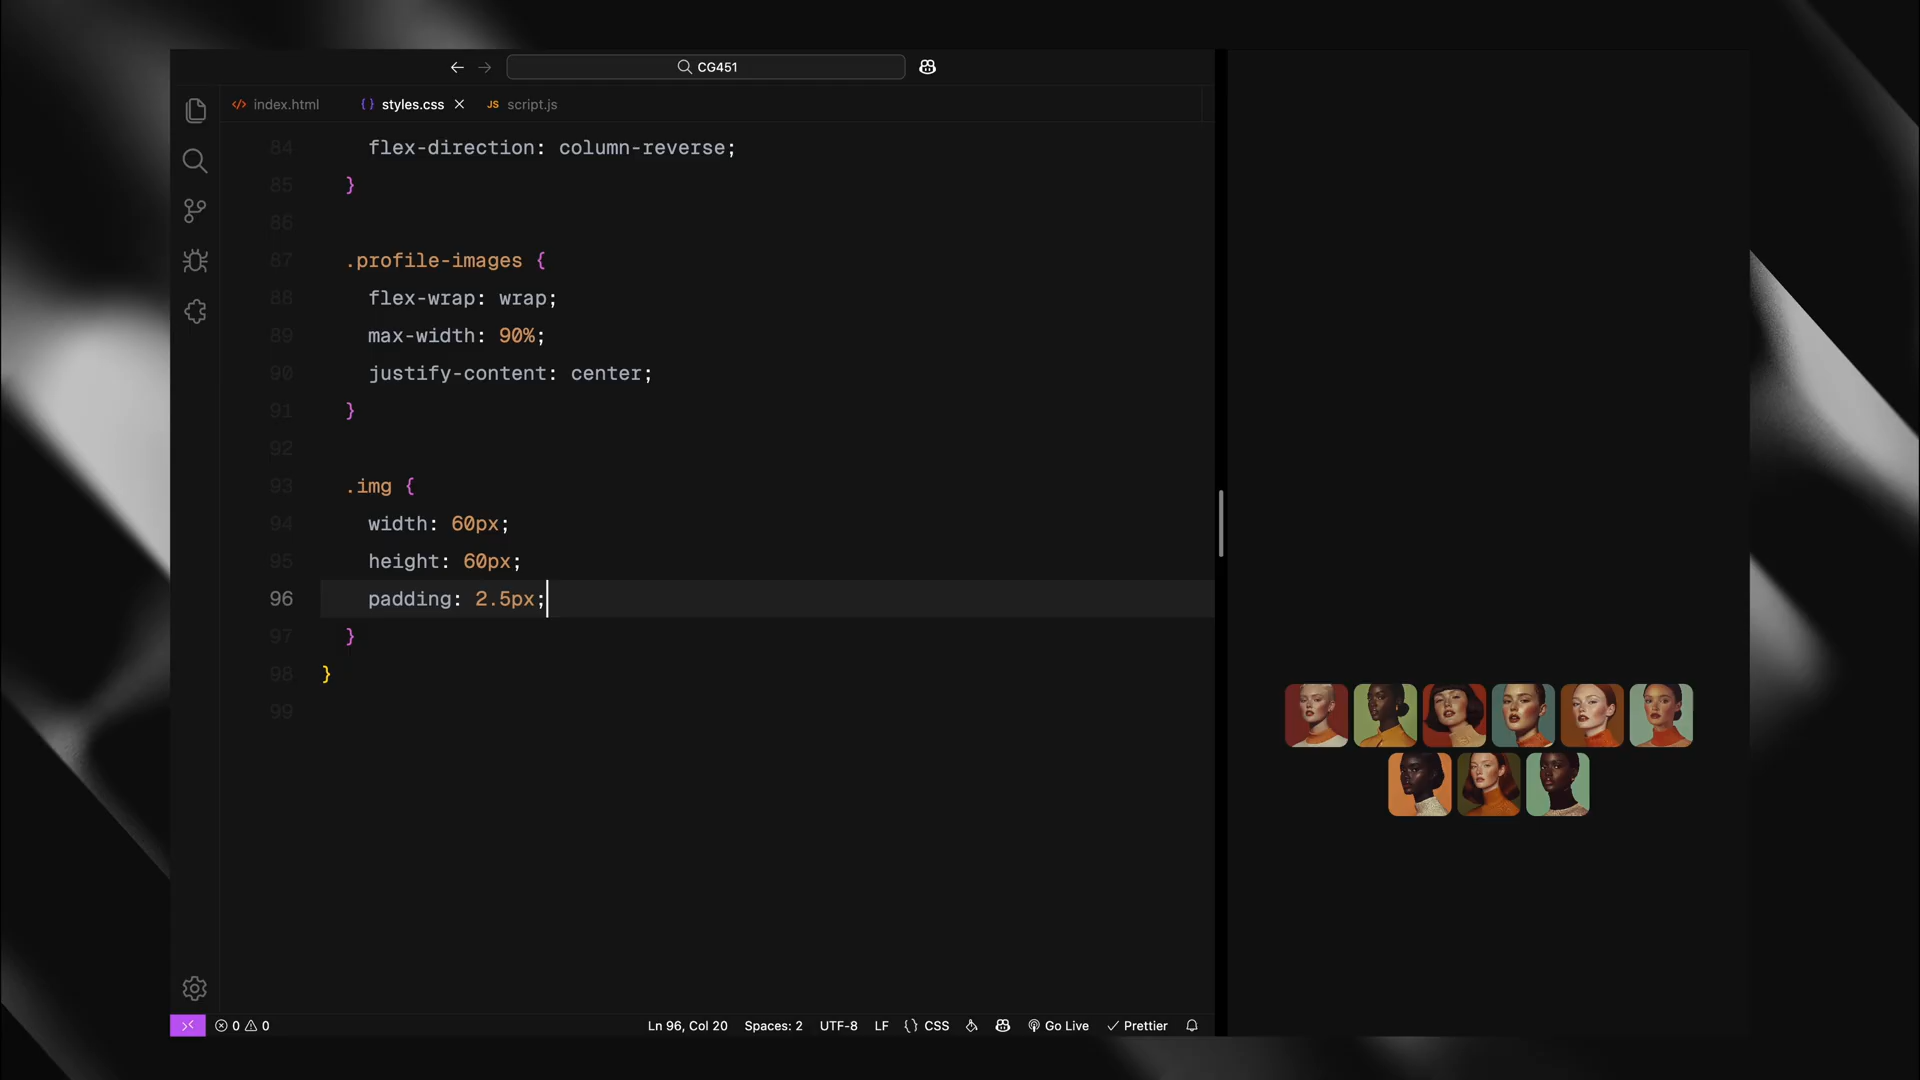 CG451
index.html
{ } styles.css
JS script.js
84 flex-direction: column-reverse;
85 }
86
87 .profile-images {
88 flex-wrap: wrap;
89 max-width: 90%;
90 justify-content: center;
91 }
92
93 .img {
94 width: 60px;
95 height: 60px;
96 padding: 2.5px;
97 }
98 }
99
0 0 Ln 96, Col 20 Spaces: 2 UTF-8 LF {} CSS Go Live Prettier